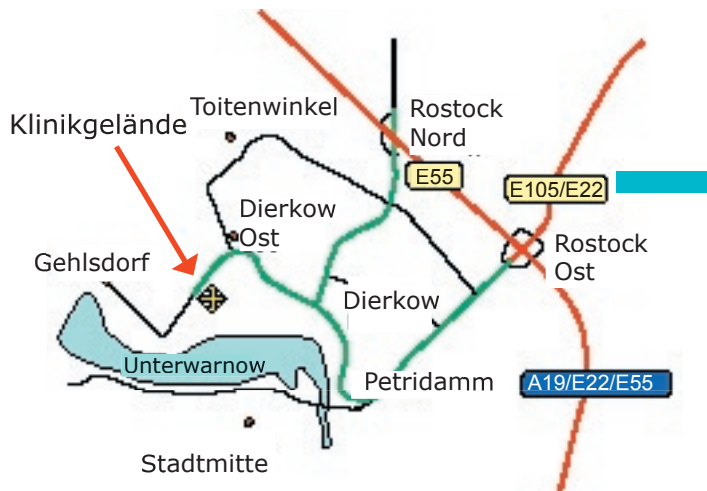 Toitenwinkel
Rostock
Nord
Klinikgelände
E55
E105/E22
Dierkow
Ost
Rostock
Ost
Gehlsdorf
Dierkow
Unterwarnow
Petridamm
A19/E22/E55
Stadtmitte